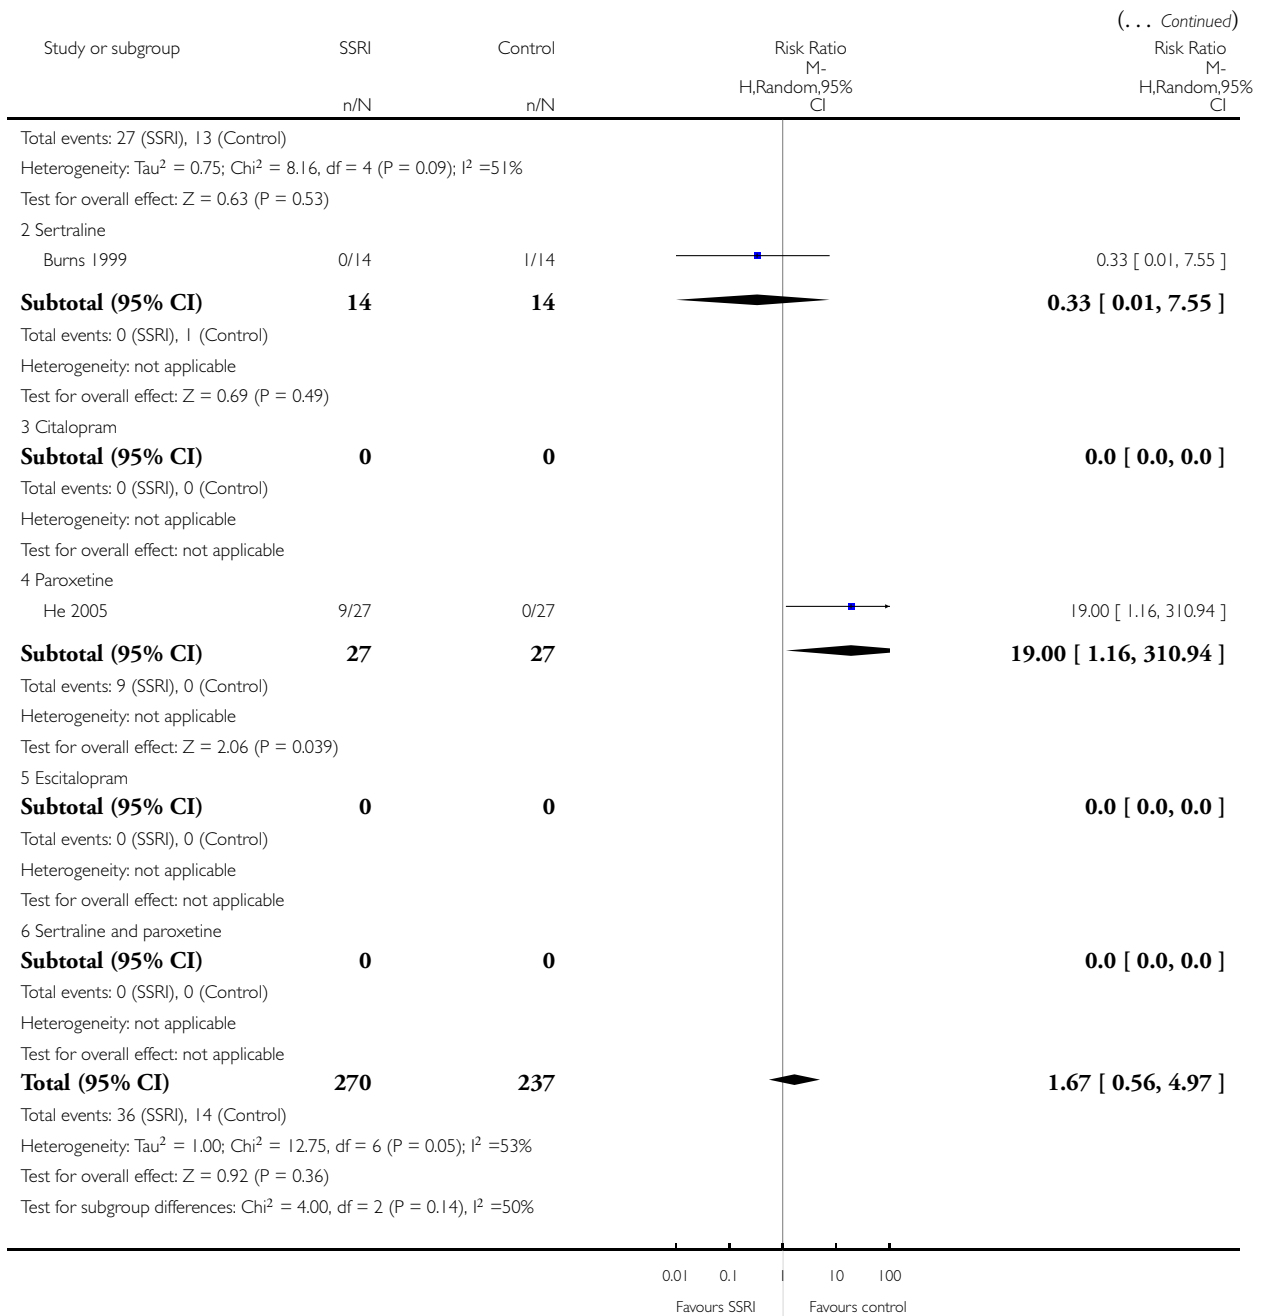 (... Continued)
Study or subgroup SSRI Control Risk Ratio Risk Ratio
M- M-
H,Random,95% H,Random,95%
n/N n/N CI CI
Total events: 27 (SSRI), 13 (Control)
Heterogeneity: Tau² = 0.75; Chi² = 8.16, df = 4 (P = 0.09); I² =51%
Test for overall effect: Z = 0.63 (P = 0.53)
2 Sertraline
Burns 1999 0/14 1/14 0.33 [ 0.01, 7.55 ]
Subtotal (95% CI) 14 14 0.33 [ 0.01, 7.55 ]
Total events: 0 (SSRI), 1 (Control)
Heterogeneity: not applicable
Test for overall effect: Z = 0.69 (P = 0.49)
3 Citalopram
Subtotal (95% CI) 0 0 0.0 [ 0.0, 0.0 ]
Total events: 0 (SSRI), 0 (Control)
Heterogeneity: not applicable
Test for overall effect: not applicable
4 Paroxetine
He 2005 9/27 0/27 19.00 [ 1.16, 310.94 ]
Subtotal (95% CI) 27 27 19.00 [ 1.16, 310.94 ]
Total events: 9 (SSRI), 0 (Control)
Heterogeneity: not applicable
Test for overall effect: Z = 2.06 (P = 0.039)
5 Escitalopram
Subtotal (95% CI) 0 0 0.0 [ 0.0, 0.0 ]
Total events: 0 (SSRI), 0 (Control)
Heterogeneity: not applicable
Test for overall effect: not applicable
6 Sertraline and paroxetine
Subtotal (95% CI) 0 0 0.0 [ 0.0, 0.0 ]
Total events: 0 (SSRI), 0 (Control)
Heterogeneity: not applicable
Test for overall effect: not applicable
Total (95% CI) 270 237 1.67 [ 0.56, 4.97 ]
Total events: 36 (SSRI), 14 (Control)
Heterogeneity: Tau² = 1.00; Chi² = 12.75, df = 6 (P = 0.05); I² =53%
Test for overall effect: Z = 0.92 (P = 0.36)
Test for subgroup differences: Chi² = 4.00, df = 2 (P = 0.14), I² =50%
0.01 0.1 1 10 100
Favours SSRI Favours control